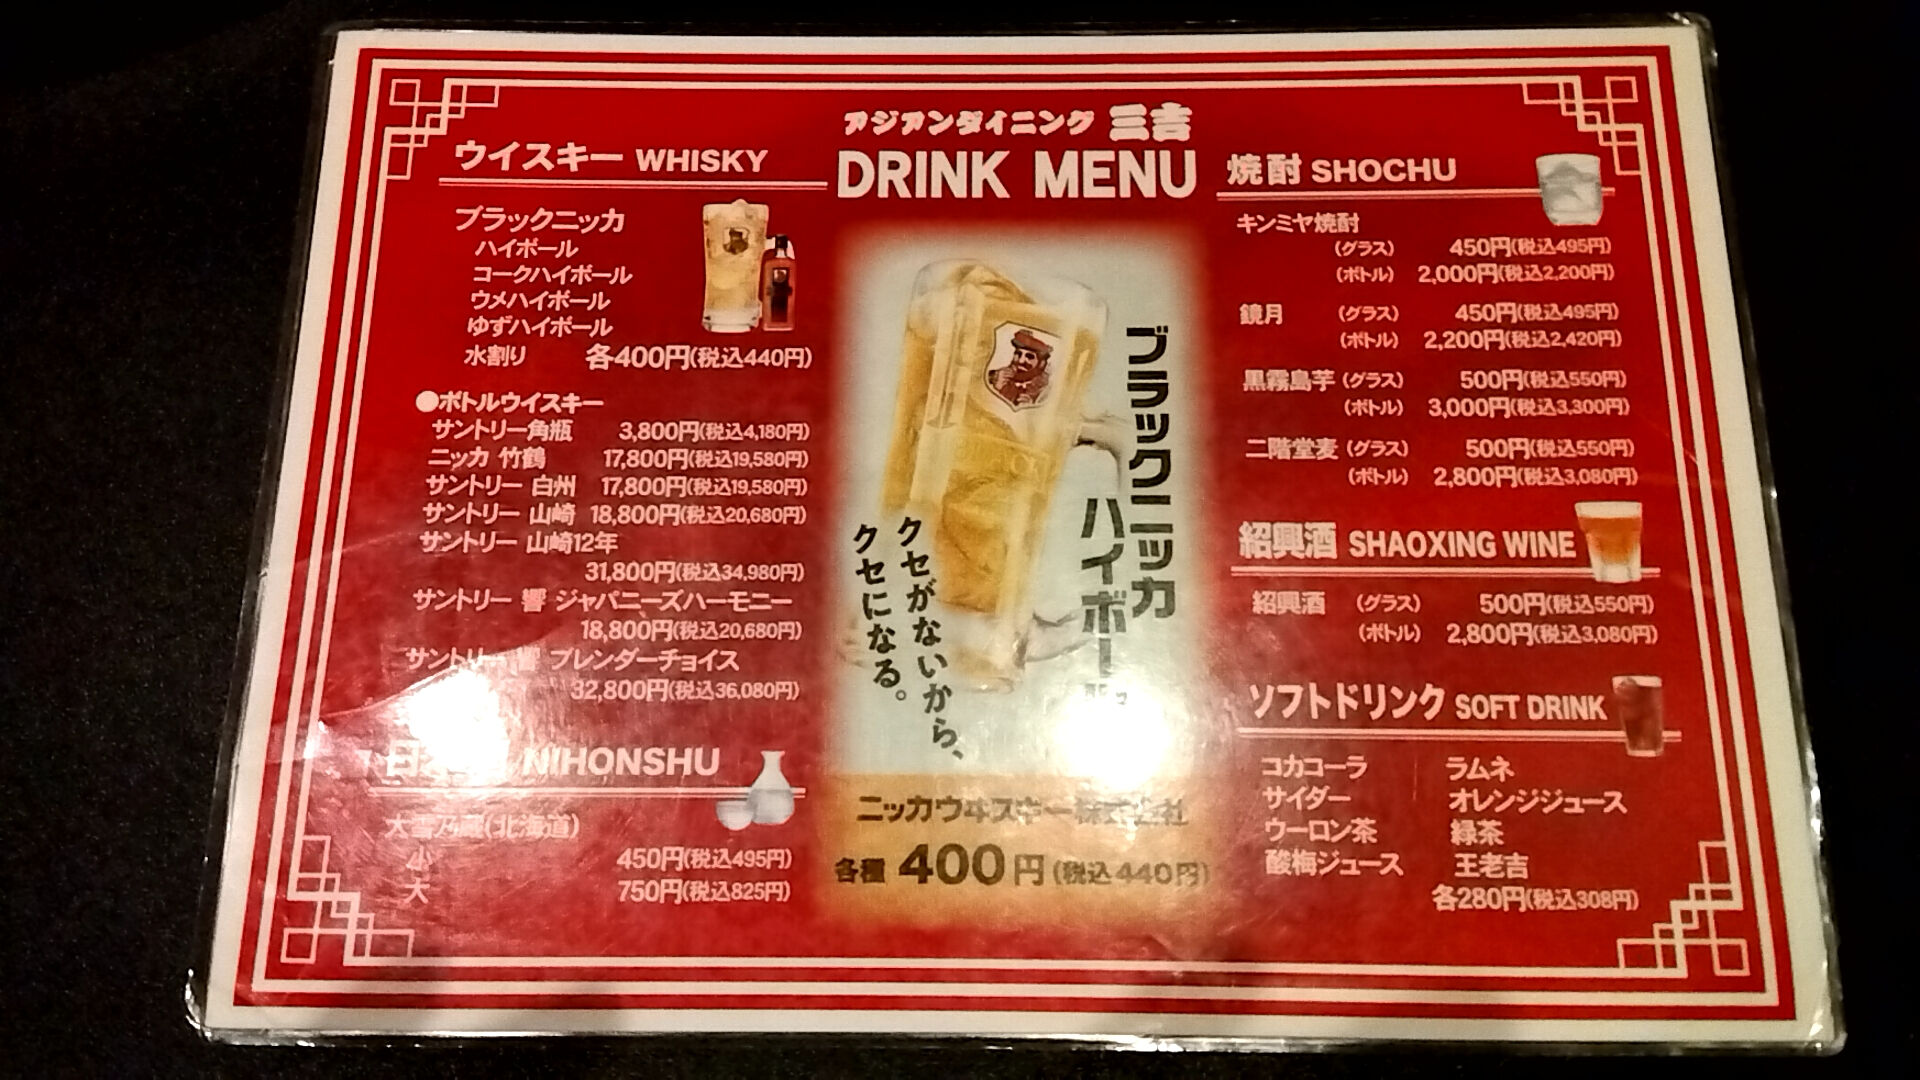 アジアンダイニング 三吉
DRINK MENU
ウイスキー WHISKY
ブラックニッカ
ハイボール
コークハイボール
ウメハイボール
ゆずハイボール
水割り 各400円(税込440円)
●ボトルウイスキー
サントリー角瓶 3,800円(税込4,180円)
ニッカ 竹鶴 17,800円(税込19,580円)
サントリー 白州 17,800円(税込19,580円)
サントリー 山崎 18,800円(税込20,680円)
サントリー 山崎12年
31,800円(税込34,980円)
サントリー 響 ジャパニーズハーモニー
18,800円(税込20,680円)
サントリー 響 ブレンダーチョイス
32,800円(税込36,080円)
日本酒 NIHONSHU
大雪乃蔵(北海道)
小 450円(税込495円)
大 750円(税込825円)
ブラックニッカ
ハイボール
クセがないから、
クセになる。
ニッカウヰスキー株式会社
各種 400円(税込440円)
焼酎 SHOCHU
キンミヤ焼酎
(グラス) 450円(税込495円)
(ボトル) 2,000円(税込2,200円)
鏡月 (グラス) 450円(税込495円)
(ボトル) 2,200円(税込2,420円)
黒霧島芋 (グラス) 500円(税込550円)
(ボトル) 3,000円(税込3,300円)
二階堂麦 (グラス) 500円(税込550円)
(ボトル) 2,800円(税込3,080円)
紹興酒 SHAOXING WINE
紹興酒 (グラス) 500円(税込550円)
(ボトル) 2,800円(税込3,080円)
ソフトドリンク SOFT DRINK
コカコーラ ラムネ
サイダー オレンジジュース
ウーロン茶 緑茶
酸梅ジュース 王老吉
各280円(税込308円)